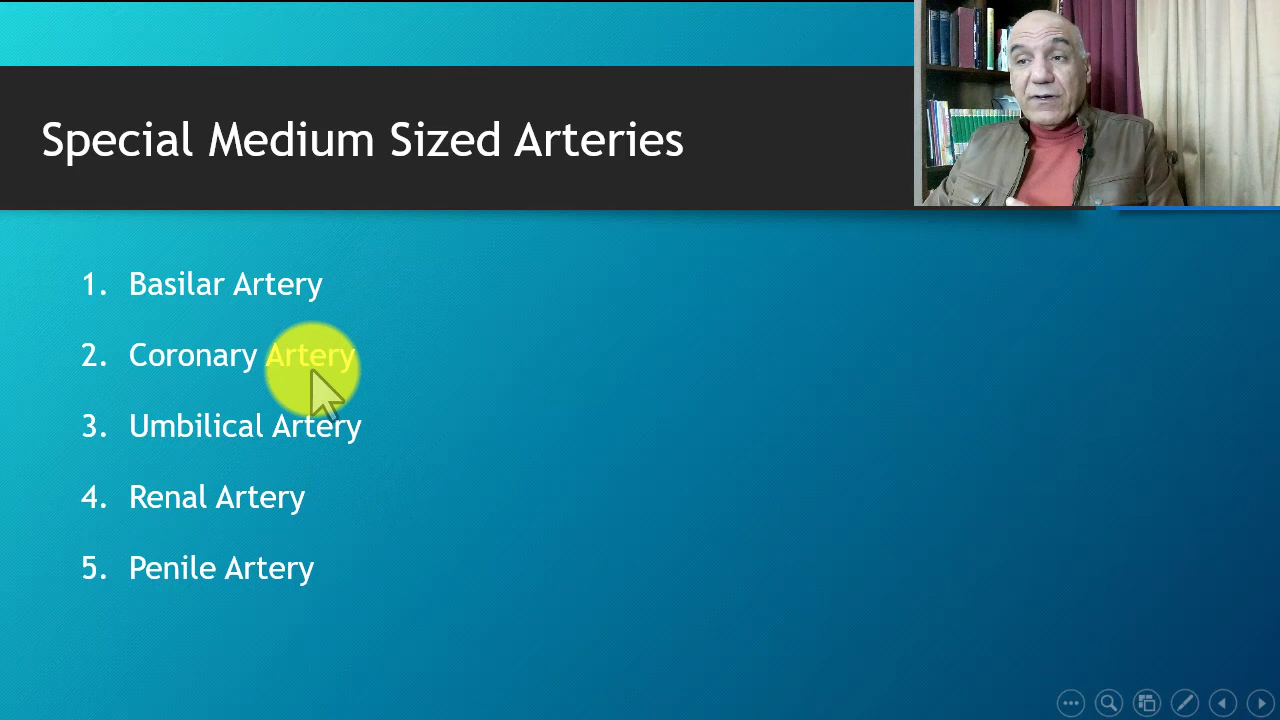 Special Medium Sized Arteries
1. Basilar Artery
2. Coronary Artery
3. Umbilical Artery
4. Renal Artery
5. Penile Artery